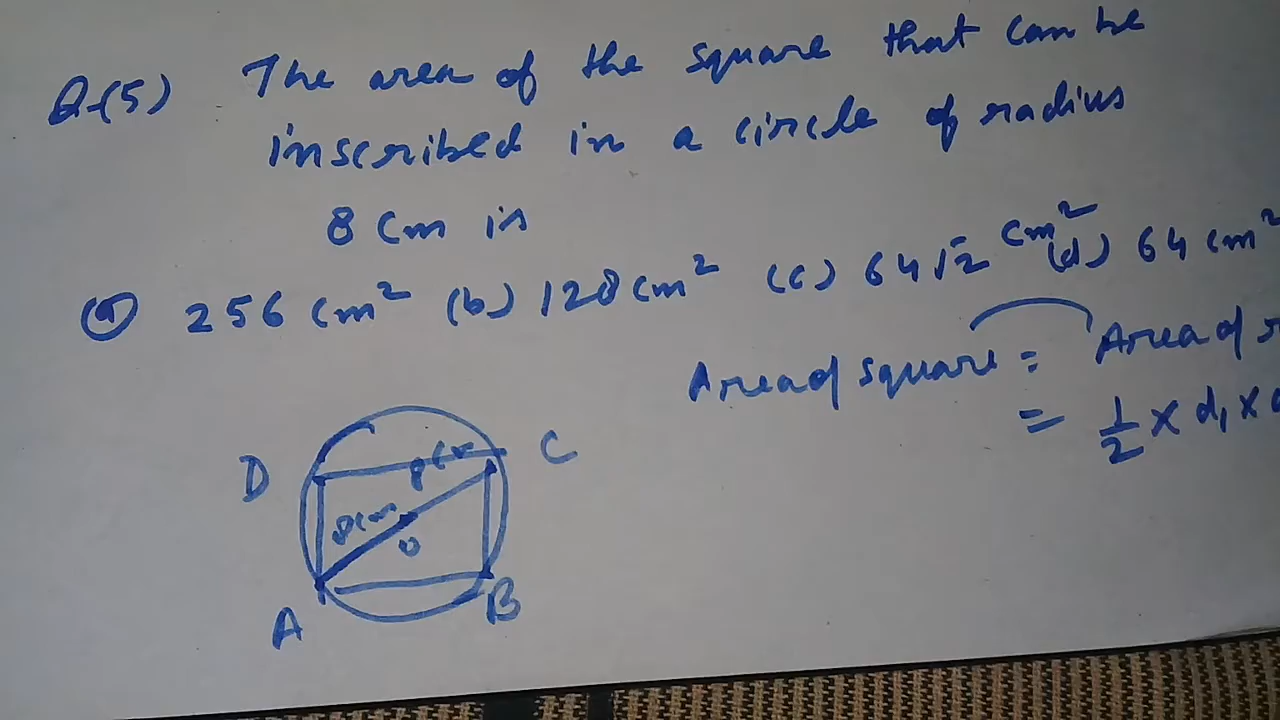 Q.(5) The area of the square that can be
inscribed in a circle of radius
8 cm is
(a) 256 cm² (b) 128 cm² (c) 64√2 cm² (d) 64 cm²
Area of square = Area of
= 1/2 × d₁ ×
D C
8 cm
8 cm
O
A B